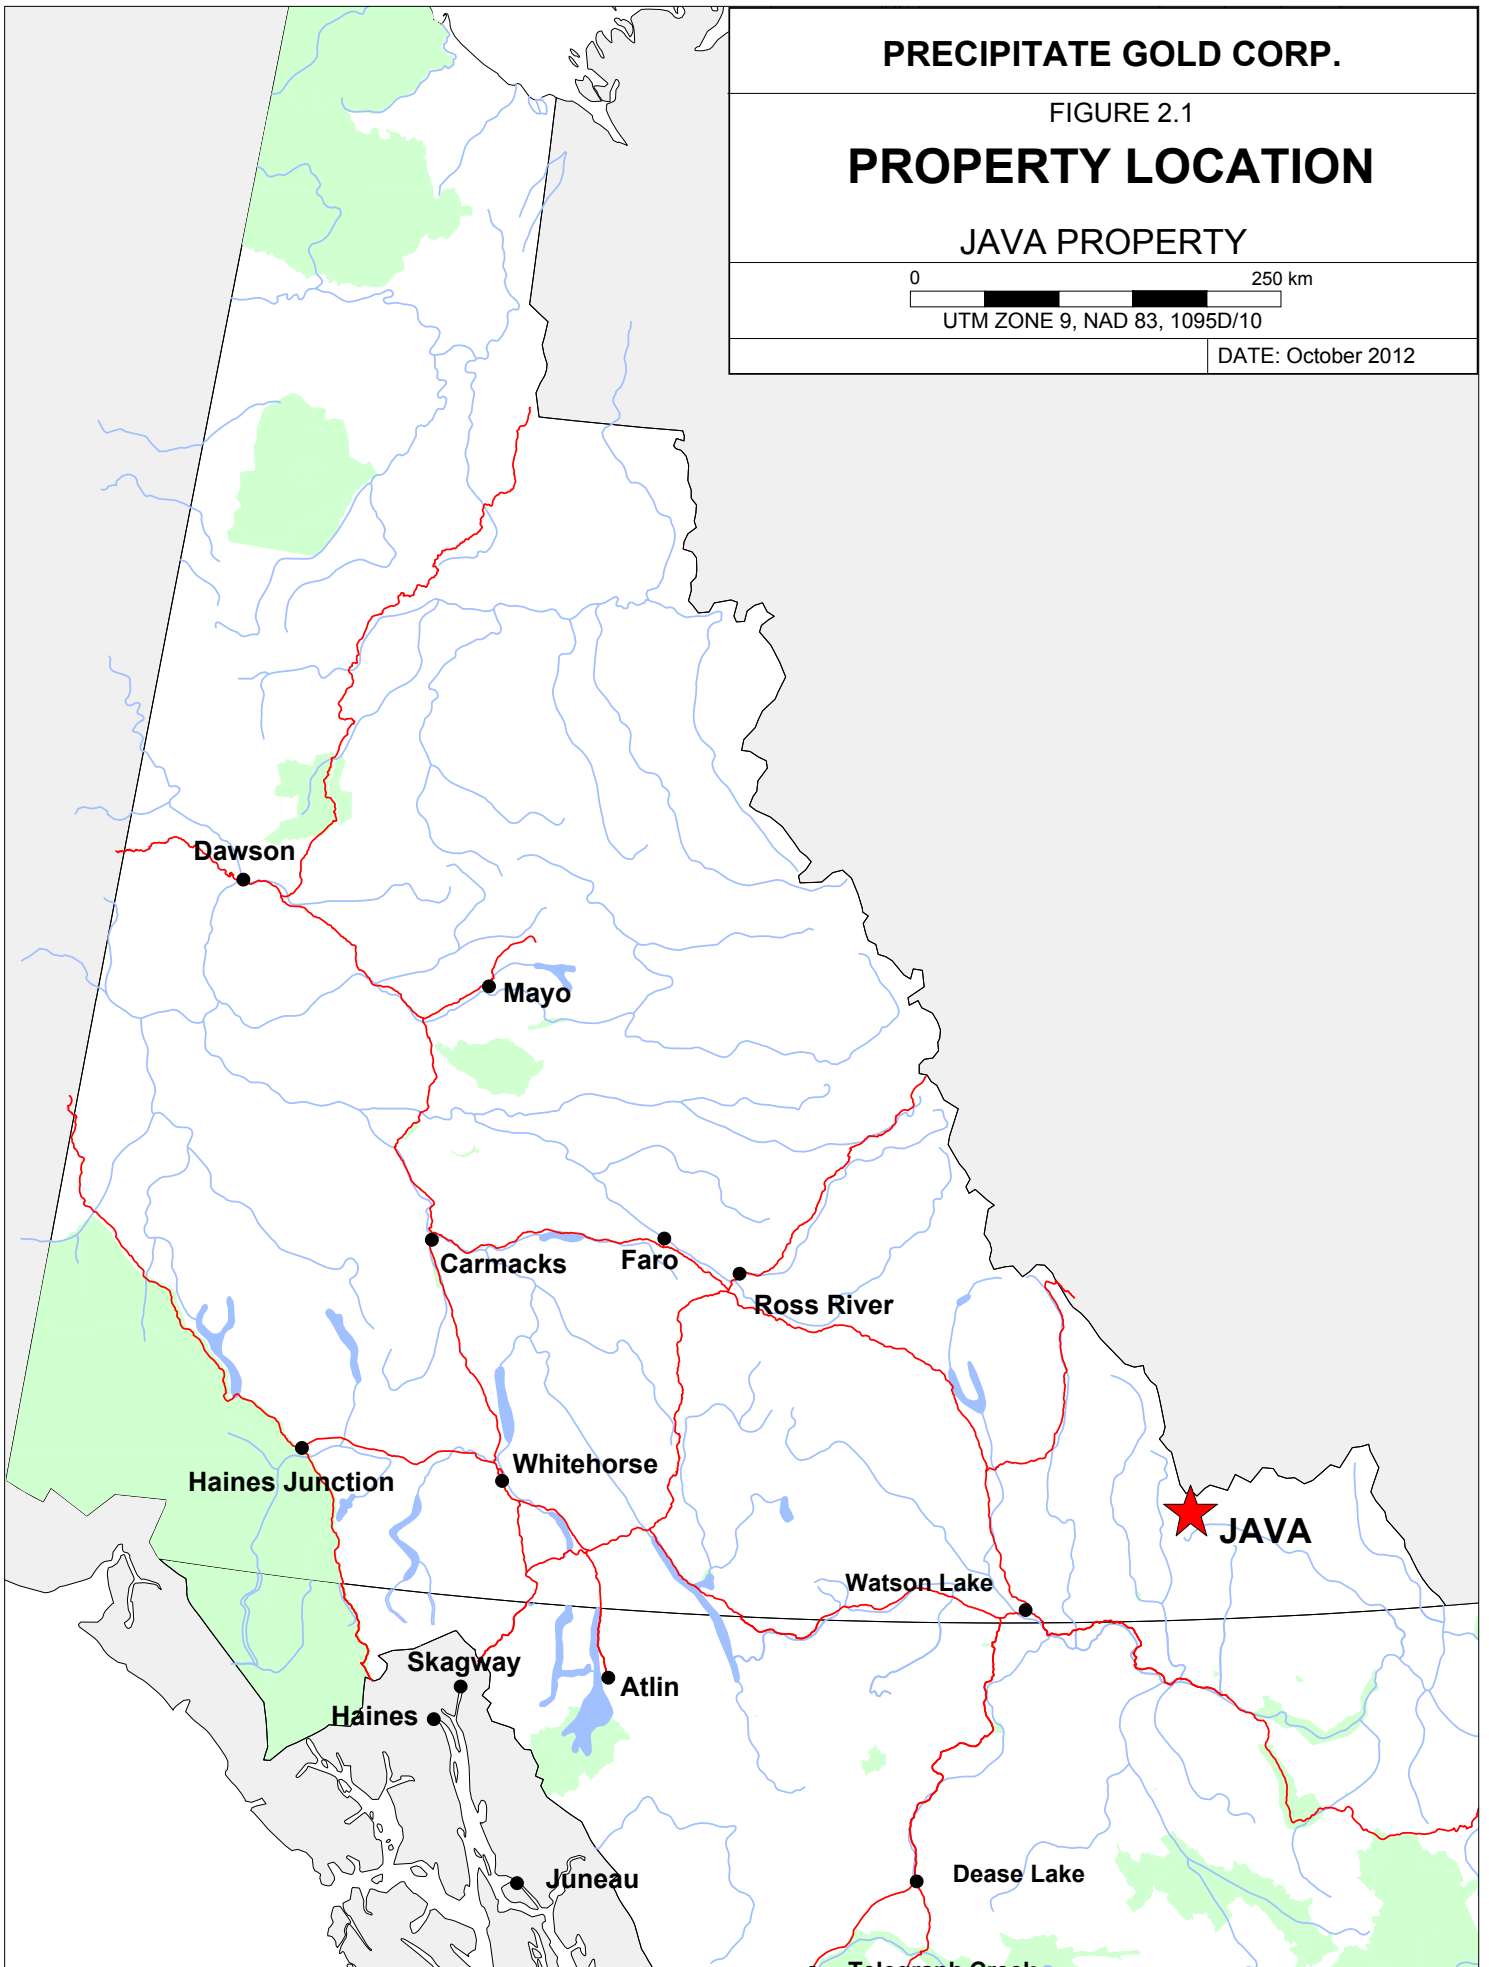 PRECIPITATE GOLD CORP.
FIGURE 2.1
PROPERTY LOCATION
JAVA PROPERTY
0 250 km
UTM ZONE 9, NAD 83, 1095D/10
DATE: October 2012
Dawson
Mayo
Carmacks
Faro
Ross River
Whitehorse
Haines Junction
JAVA
Watson Lake
Skagway
Atlin
Haines
Dease Lake
Juneau
Telegraph Creek